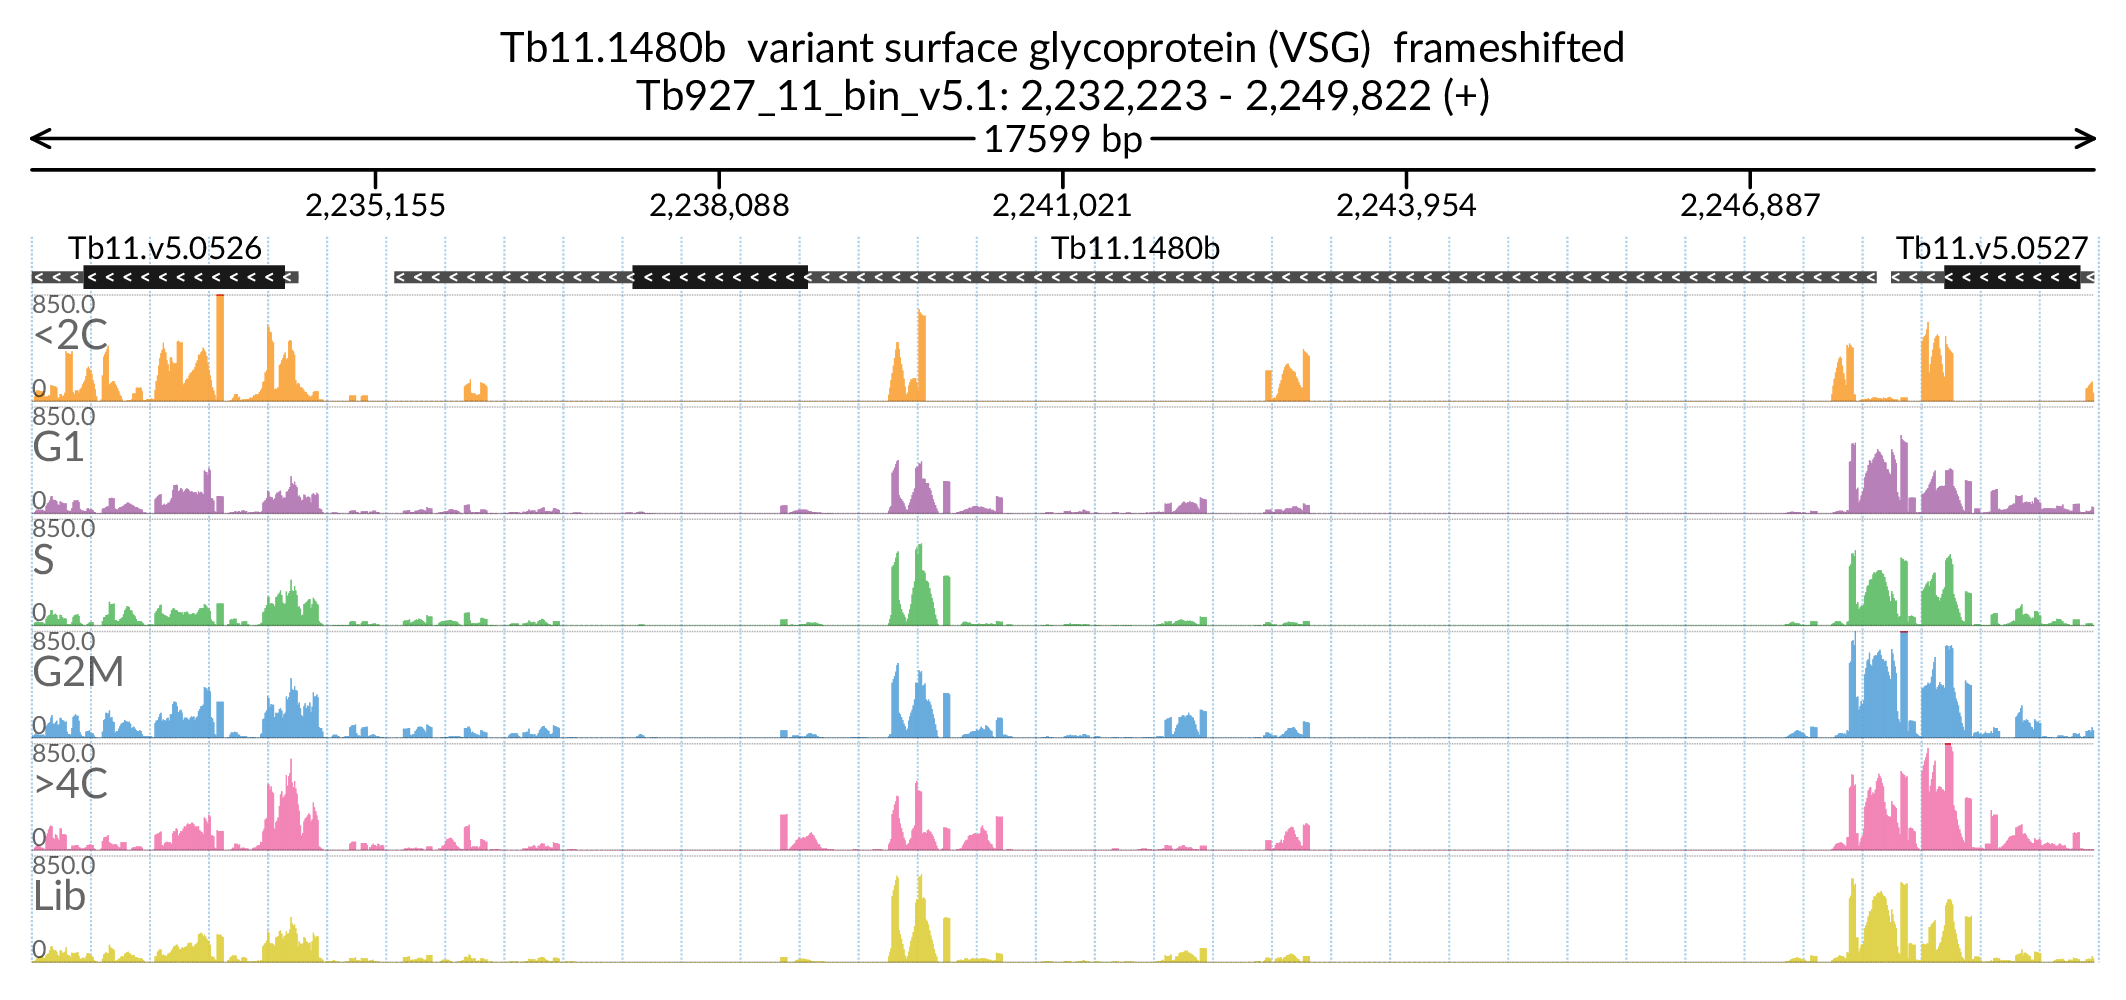 Tb11.1480b  variant surface glycoprotein (VSG)  frameshifted
Tb927_11_bin_v5.1: 2,232,223 - 2,249,822 (+)
17599 bp
2,235,155 2,238,088 2,241,021 2,243,954 2,246,887
Tb11.v5.0526 Tb11.1480b Tb11.v5.0527
850.0
<2C
0
850.0
G1
0
850.0
S
0
850.0
G2M
0
850.0
>4C
0
850.0
Lib
0